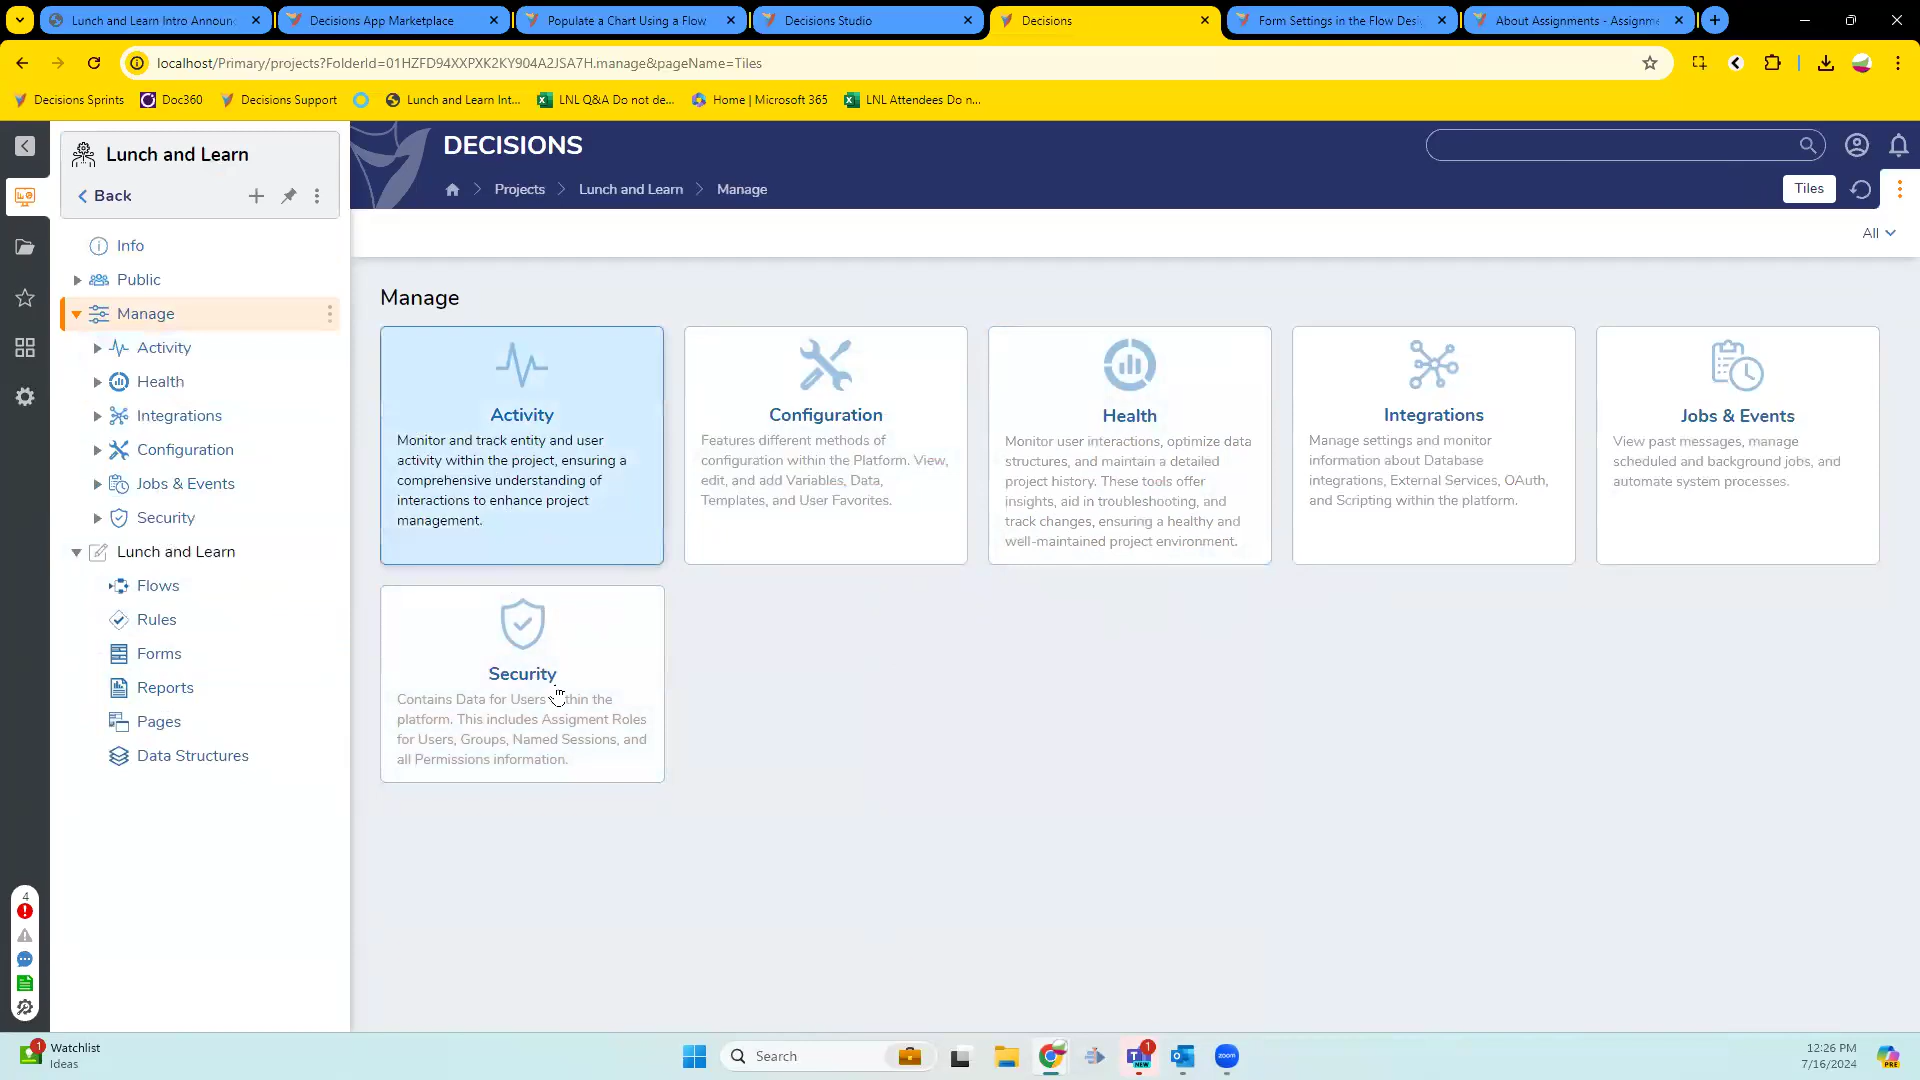 Lunch and Learn Intro Announ
Decisions App Marketplace
Populate a Chart Using a Flow
Decisions Studio
Decisions
Form Settings in the Flow Desi
About Assignments - Assignme
localhost/Primary/projects?FolderId=01HZFD94XXPXK2KY904A2JSA7H.manage&pageName=Tiles
Decisions Sprints
Doc360
Decisions Support
Lunch and Learn Int...
LNL Q&A Do not de...
Home | Microsoft 365
LNL Attendees Do n...
Lunch and Learn
Back
Info
Public
Manage
Activity
Health
Integrations
Configuration
Jobs & Events
Security
Lunch and Learn
Flows
Rules
Forms
Reports
Pages
Data Structures
4
DECISIONS
Projects
Lunch and Learn
Manage
Tiles
All
Manage
Activity
Monitor and track entity and user
activity within the project, ensuring a
comprehensive understanding of
interactions to enhance project
management.
Configuration
Features different methods of
configuration within the Platform. View,
edit, and add Variables, Data,
Templates, and User Favorites.
Health
Monitor user interactions, optimize data
structures, and maintain a detailed
project history. These tools offer
insights, aid in troubleshooting, and
track changes, ensuring a healthy and
well-maintained project environment.
Integrations
Manage settings and monitor
information about Database
integrations, External Services, OAuth,
and Scripting within the platform.
Jobs & Events
View past messages, manage
scheduled and background jobs, and
automate system processes.
Security
Contains Data for Users within the
platform. This includes Assigment Roles
for Users, Groups, Named Sessions, and
all Permissions information.
1
Watchlist
Ideas
Search
NEW
1
zoom
12:26 PM
7/16/2024
PRE